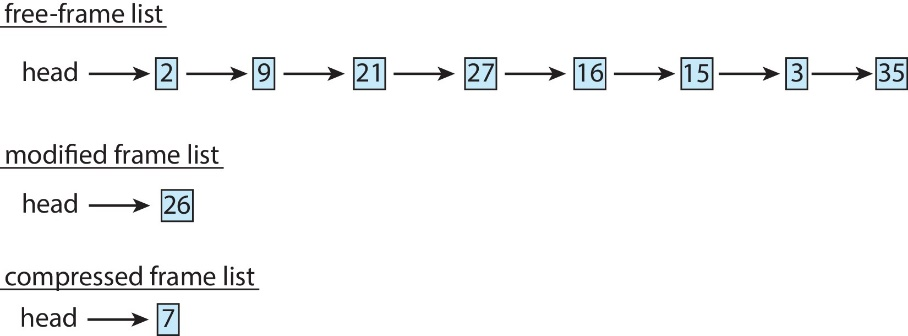 free-frame list
head 2 9 21 27 16 15 3 35
modified frame list
head 26
compressed frame list
head 7